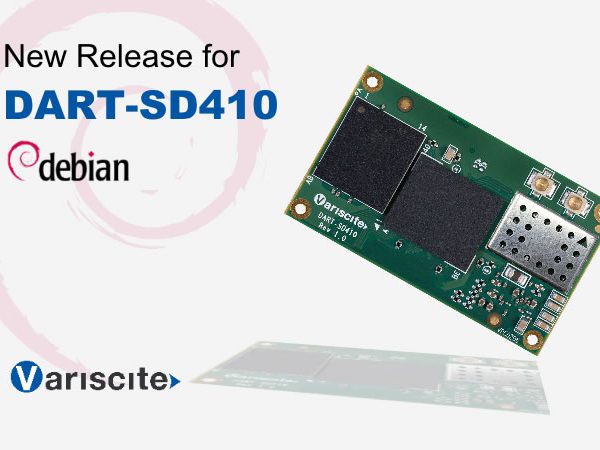 New Release for
DART-SD410
debian
Variscite
DART-SD410
Rev 1.0
Variscite